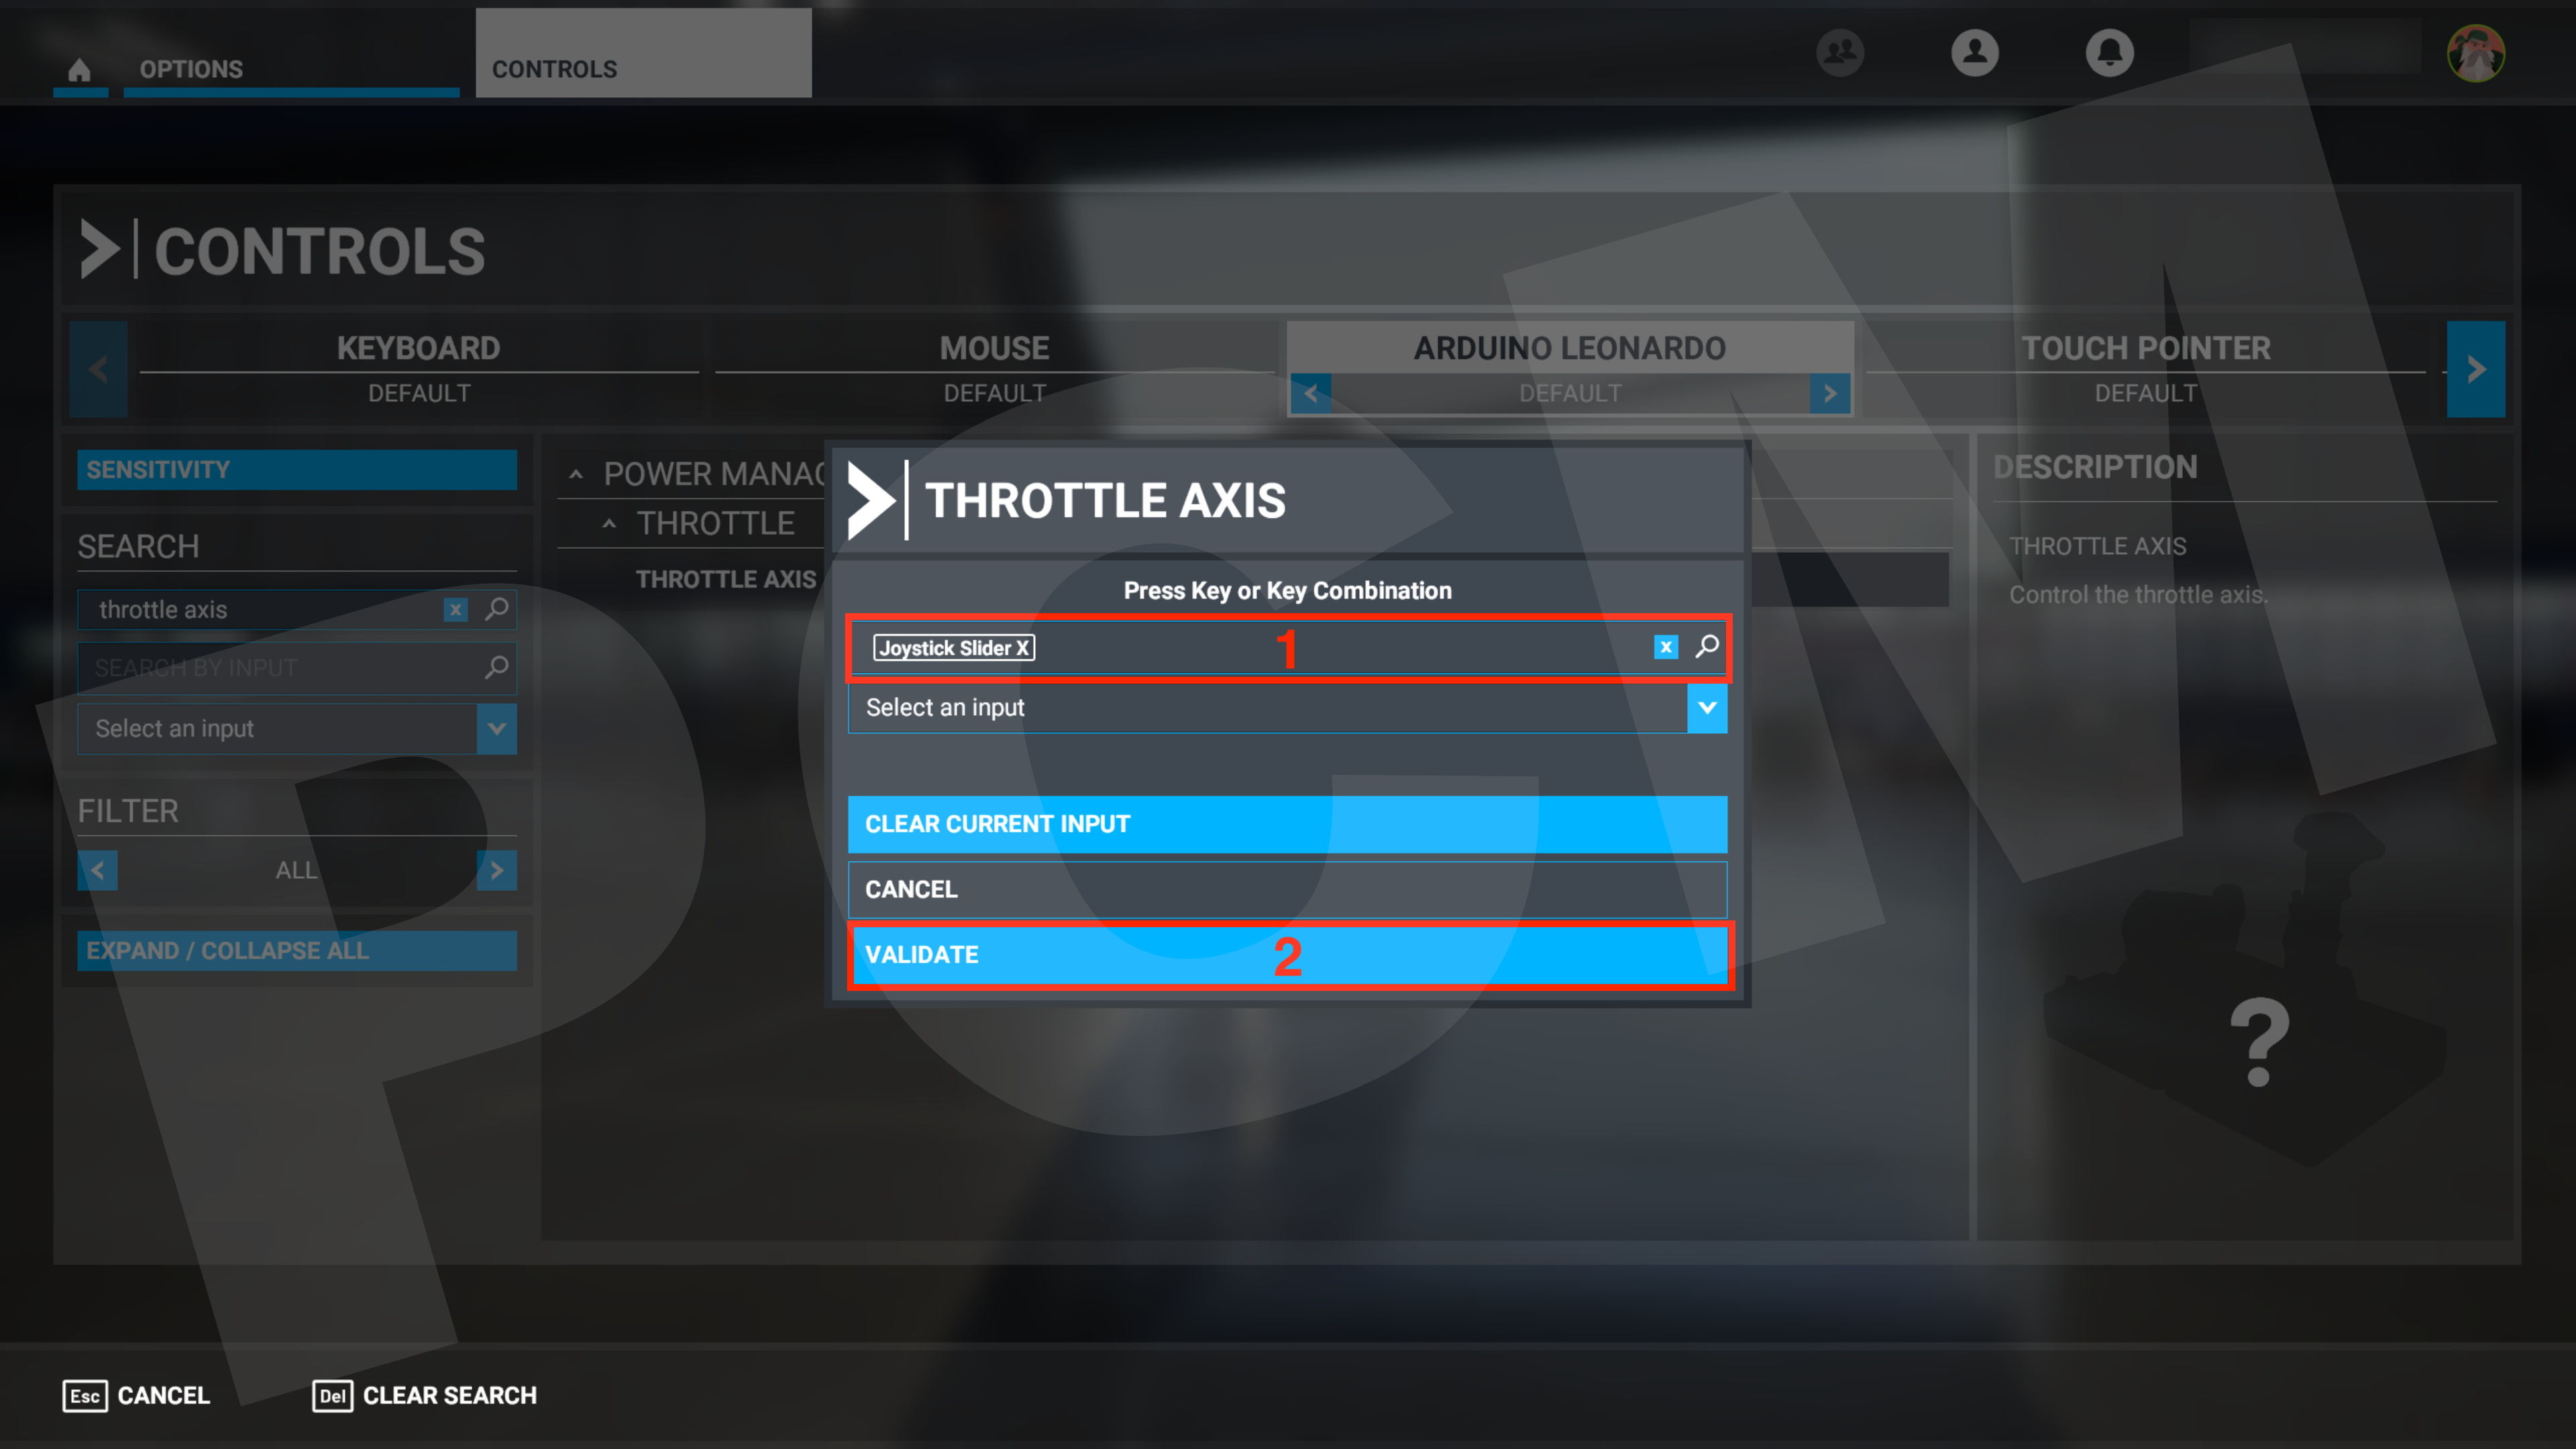 OPTIONS
CONTROLS
CONTROLS
KEYBOARD
DEFAULT
MOUSE
DEFAULT
ARDUINO LEONARDO
DEFAULT
TOUCH POINTER
DEFAULT
SENSITIVITY
SEARCH
throttle axis
x
SEARCH BY INPUT
Select an input
FILTER
ALL
EXPAND / COLLAPSE ALL
POWER MANAG
THROTTLE
THROTTLE AXIS
THROTTLE AXIS
Press Key or Key Combination
Joystick Slider X
1
x
Select an input
CLEAR CURRENT INPUT
CANCEL
VALIDATE
2
DESCRIPTION
THROTTLE AXIS
Control the throttle axis.
?
PGM
Esc CANCEL
Del CLEAR SEARCH